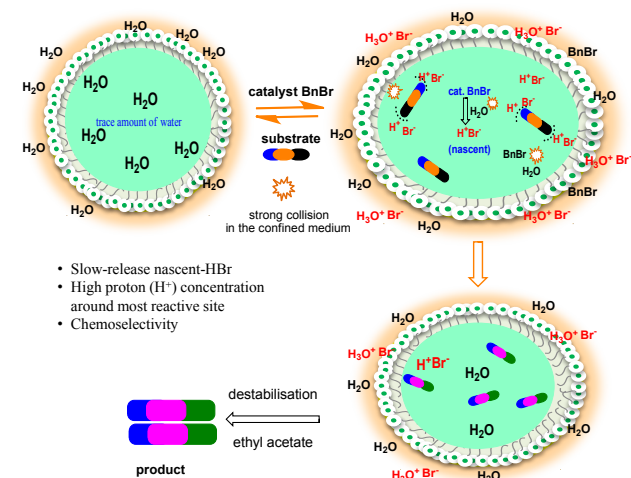 H₂O
H₂O
H₂O
H₂O
H₂O
H₂O
H₂O
H₂O
H₂O
H₂O
H₂O
trace amount of water
H₂O
H₂O
H₂O
H₂O
H₂O
catalyst BnBr
substrate
strong collision
in the confined medium
H₂O
H₃O⁺ Br⁻
H₃O⁺Br⁻
BnBr
H₂O
H⁺Br⁻
cat. BnBr
H₂O
H⁺Br⁻
(nascent)
H⁺Br⁻
H⁺Br⁻
H⁺ Br⁻
H⁺Br⁻
BnBr
H₂O
H₂O
H₃O⁺Br⁻
BnBr
H₃O⁺ Br⁻
H₃O⁺Br⁻
H₂O
• Slow-release nascent-HBr
• High proton (H⁺) concentration
around most reactive site
• Chemoselectivity
H₂O
H₂O
H₃O⁺Br⁻
H₃O⁺ Br⁻
H⁺Br⁻
H₂O
H₂O
H₂O
H₂O
H₂O
H₂O
H₂O
H₃O⁺ Br⁻
destabilisation
ethyl acetate
product